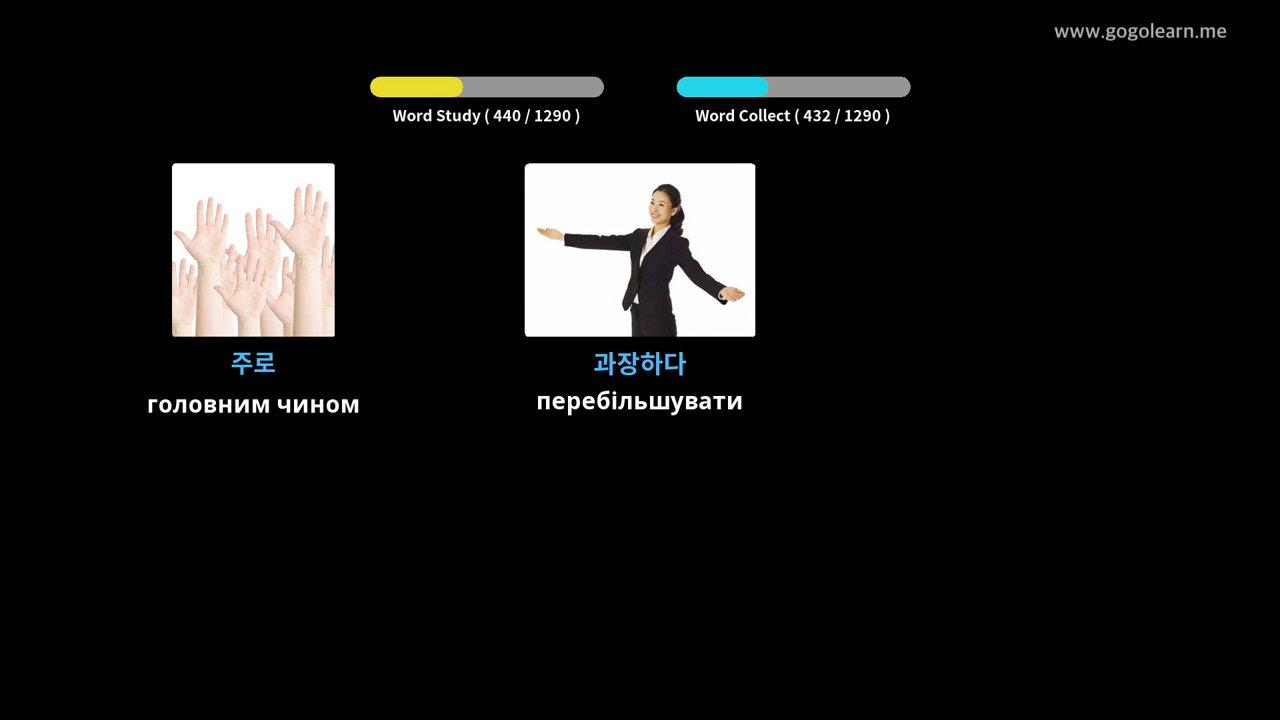 www.gogolearn.me
Word Study ( 440 / 1290 )
Word Collect ( 432 / 1290 )
주로
головним чином
과장하다
перебільшувати